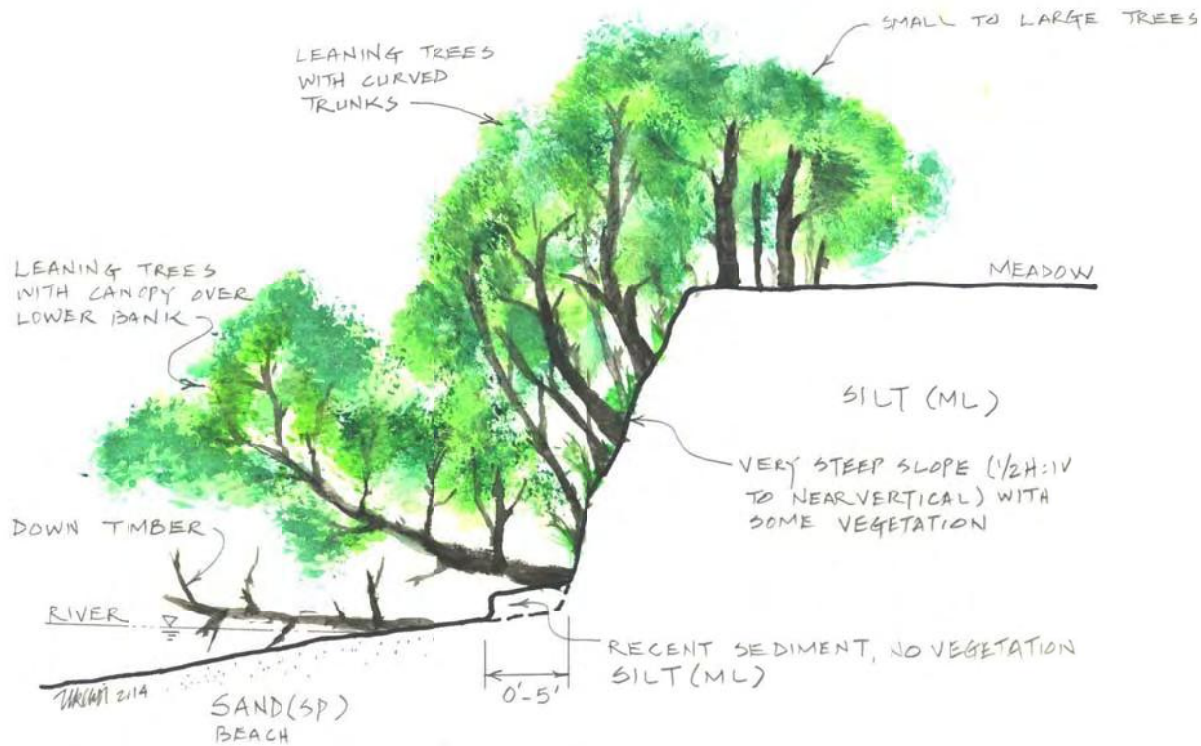 SMALL TO LARGE TREES
LEANING TREES
WITH CURVED
TRUNKS
LEANING TREES
WITH CANOPY OVER
LOWER BANK
MEADOW
SILT (ML)
VERY STEEP SLOPE (1/2H:1V
TO NEAR VERTICAL) WITH
SOME VEGETATION
DOWN TIMBER
RIVER
RECENT SEDIMENT, NO VEGETATION
SILT (ML)
0'-5'
2114
SAND (SP)
BEACH